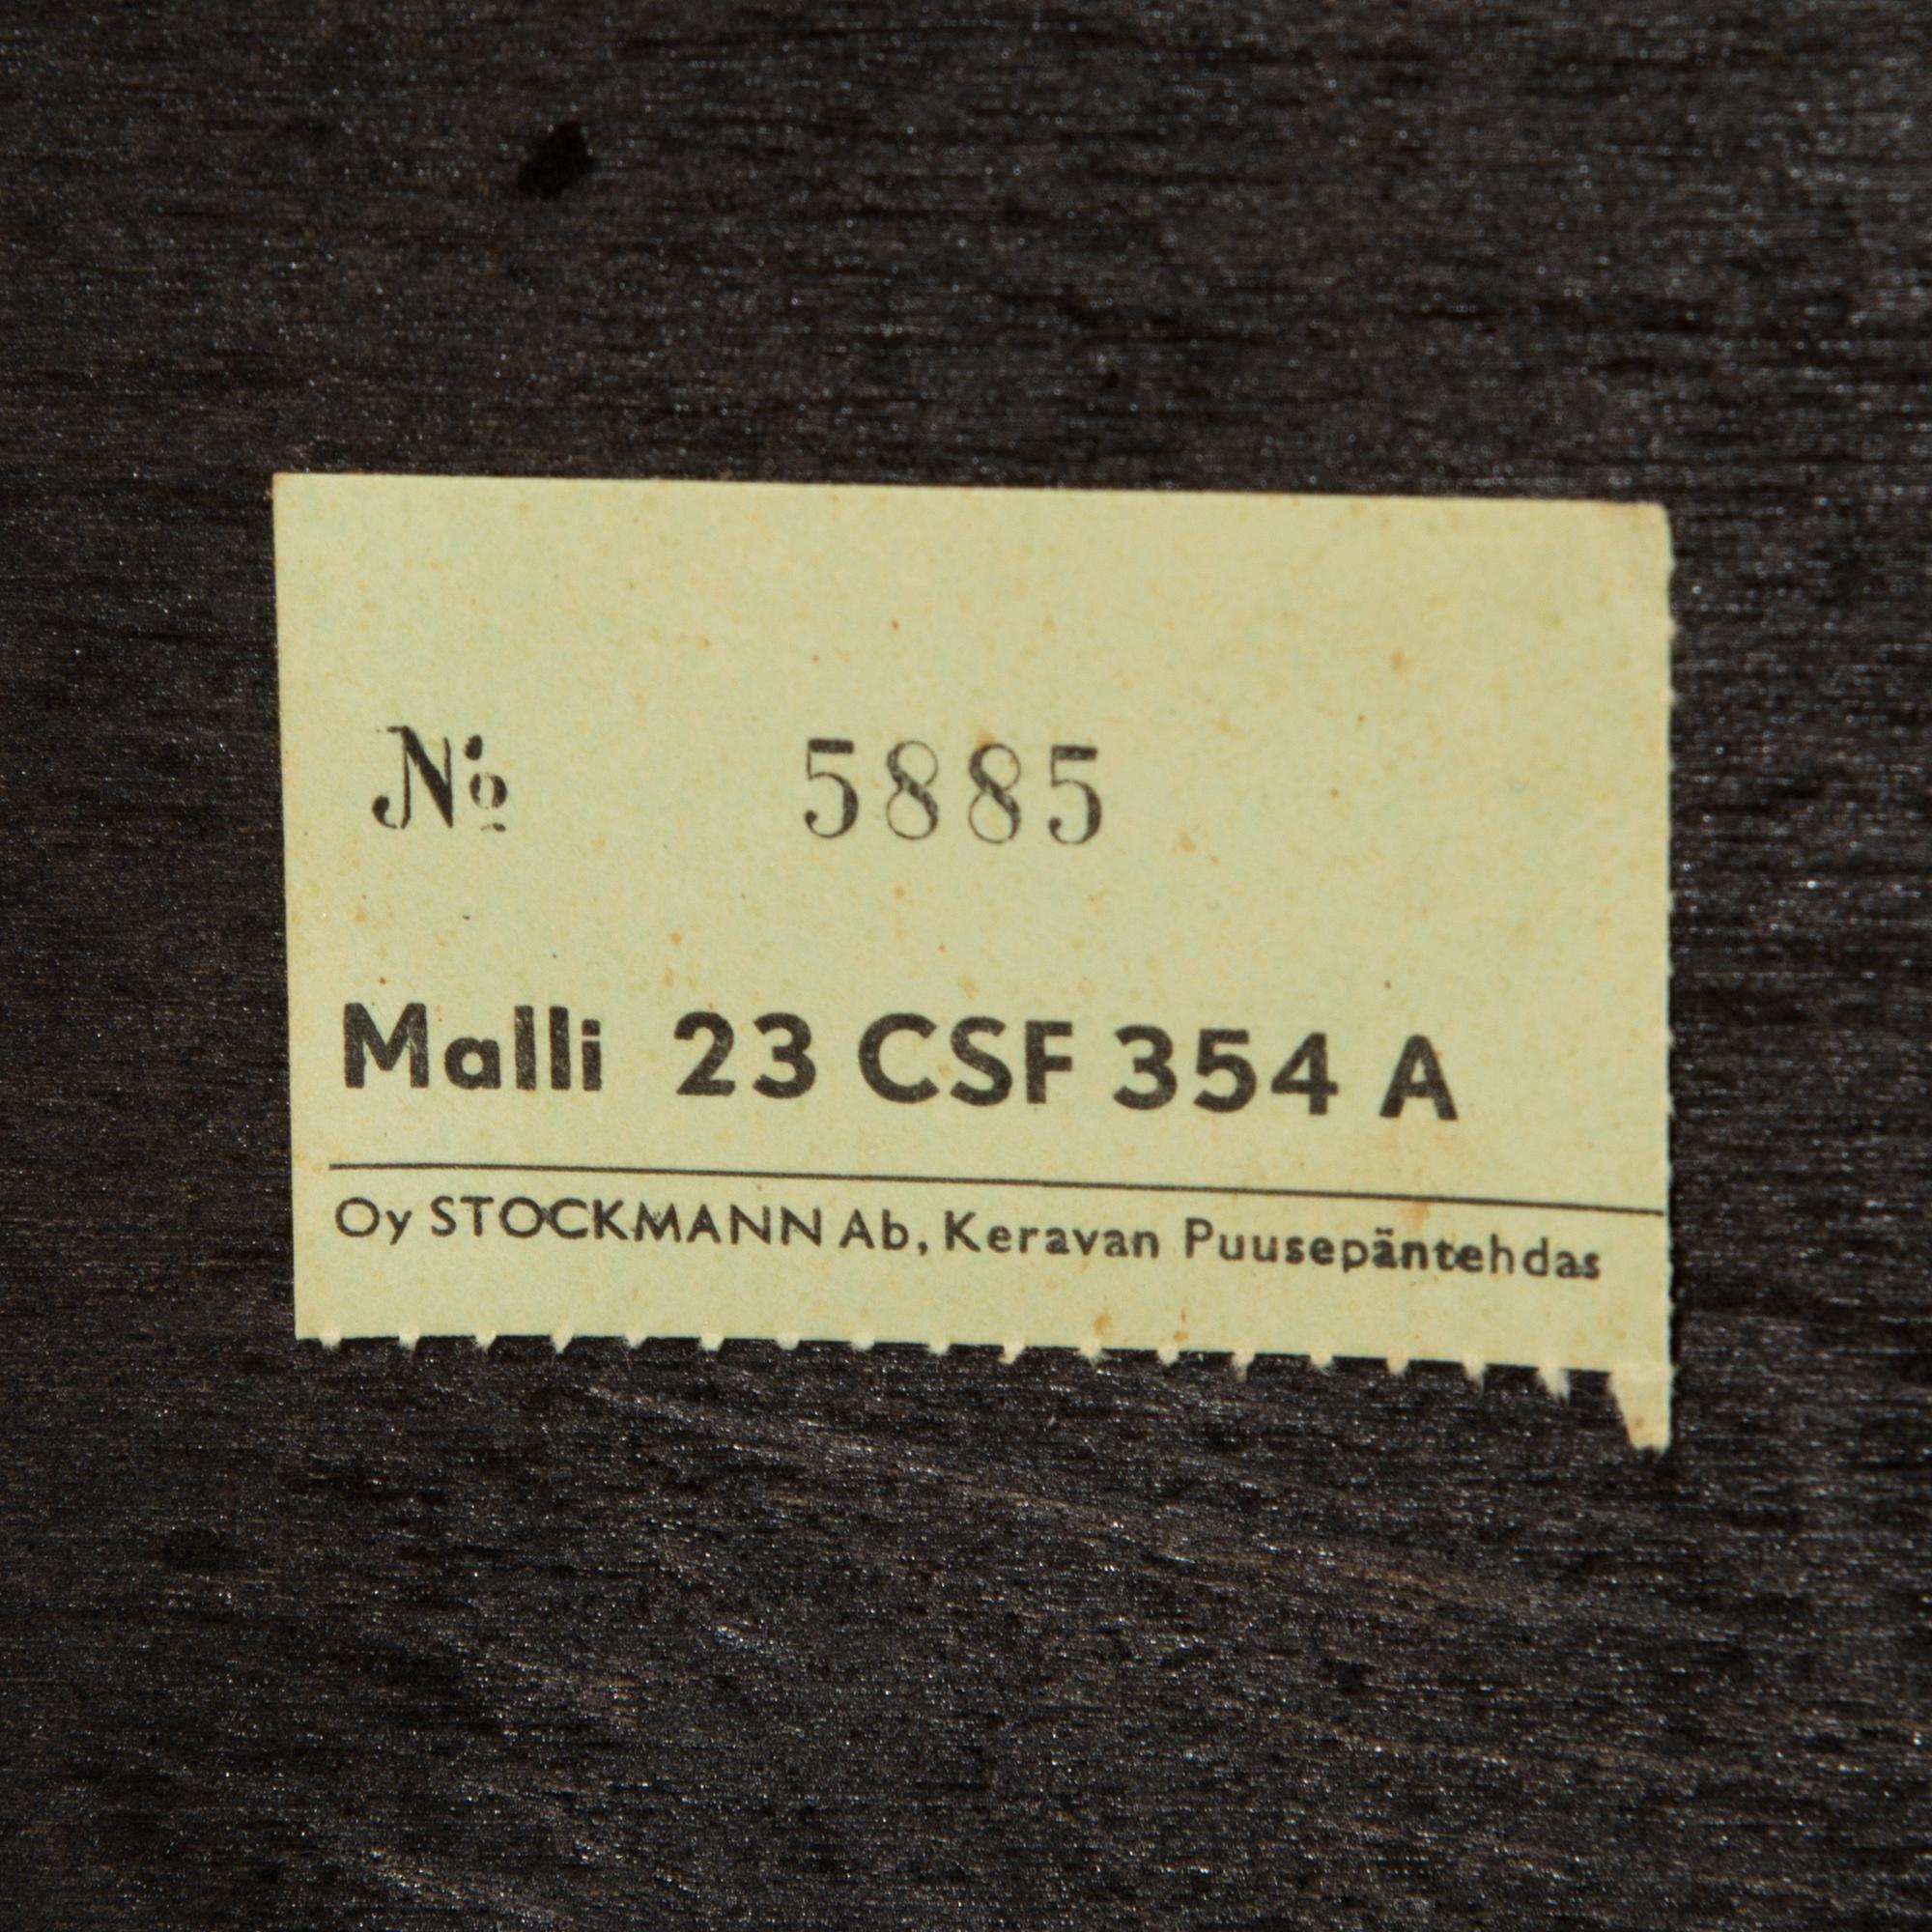 № 5885
Malli 23 CSF 354 A
Oy STOCKMANN Ab, Keravan Puusepäntehdas